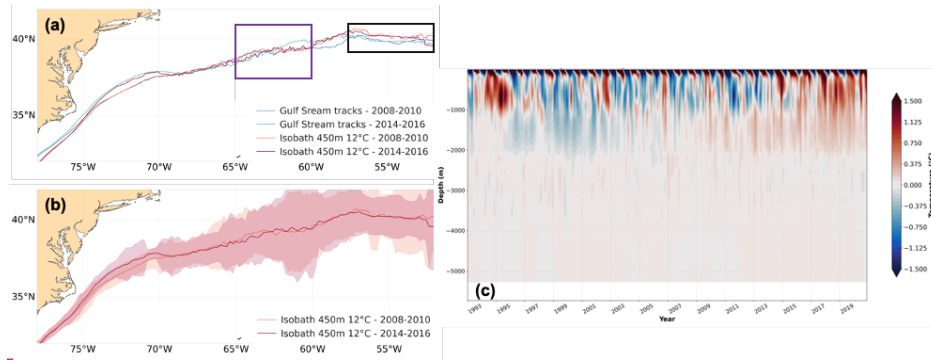 (a)
40°N
35°N
Gulf Sream tracks - 2008-2010
Gulf Stream tracks - 2014-2016
Isobath 450m 12°C - 2008-2010
Isobath 450m 12°C - 2014-2016
75°W 70°W 65°W 60°W 55°W
(b)
40°N
35°N
Isobath 450m 12°C - 2008-2010
Isobath 450m 12°C - 2014-2016
75°W 70°W 65°W 60°W 55°W
Depth (m)
-1000
-2000
-3000
-4000
-5000
(c)
1993 1995 1997 1999 2001 2003 2005 2007 2009 2011 2013 2015 2017 2019
Year
1.500
1.125
0.750
0.375
0.000
-0.375
-0.750
-1.125
-1.500